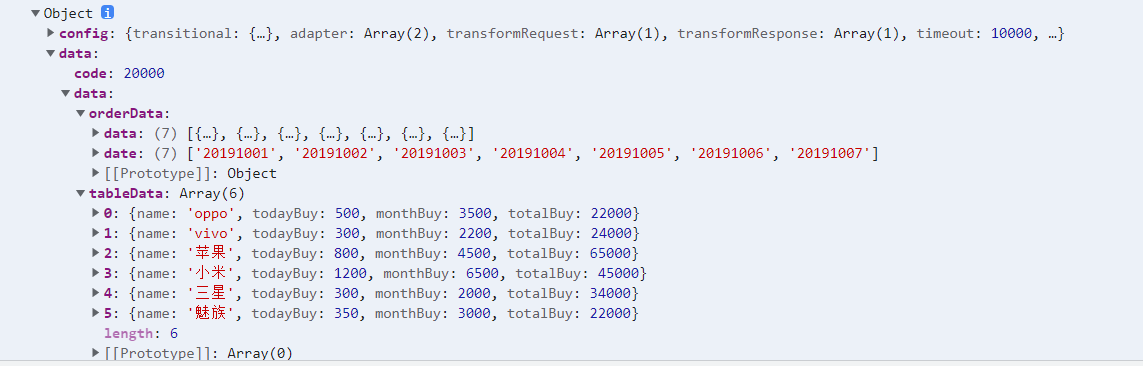 Object i
config: {transitional: {…}, adapter: Array(2), transformRequest: Array(1), transformResponse: Array(1), timeout: 10000, …}
data:
code: 20000
data:
orderData:
data: (7) [{…}, {…}, {…}, {…}, {…}, {…}, {…}]
date: (7) ['20191001', '20191002', '20191003', '20191004', '20191005', '20191006', '20191007']
[[Prototype]]: Object
tableData: Array(6)
0: {name: 'oppo', todayBuy: 500, monthBuy: 3500, totalBuy: 22000}
1: {name: 'vivo', todayBuy: 300, monthBuy: 2200, totalBuy: 24000}
2: {name: '苹果', todayBuy: 800, monthBuy: 4500, totalBuy: 65000}
3: {name: '小米', todayBuy: 1200, monthBuy: 6500, totalBuy: 45000}
4: {name: '三星', todayBuy: 300, monthBuy: 2000, totalBuy: 34000}
5: {name: '魅族', todayBuy: 350, monthBuy: 3000, totalBuy: 22000}
length: 6
[[Prototype]]: Array(0)